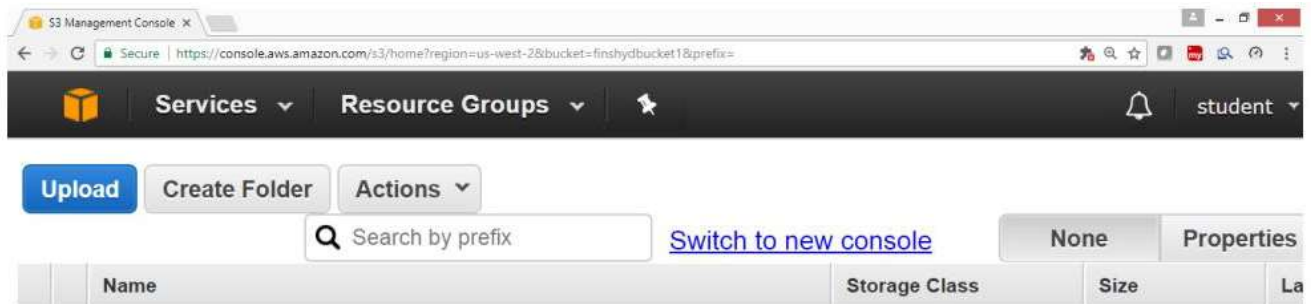 S3 Management Console
Secure | https://console.aws.amazon.com/s3/home?region=us-west-2&bucket=finshydbucket1&prefix=
Services Resource Groups student
Upload Create Folder Actions
Search by prefix Switch to new console None Properties
Name Storage Class Size La